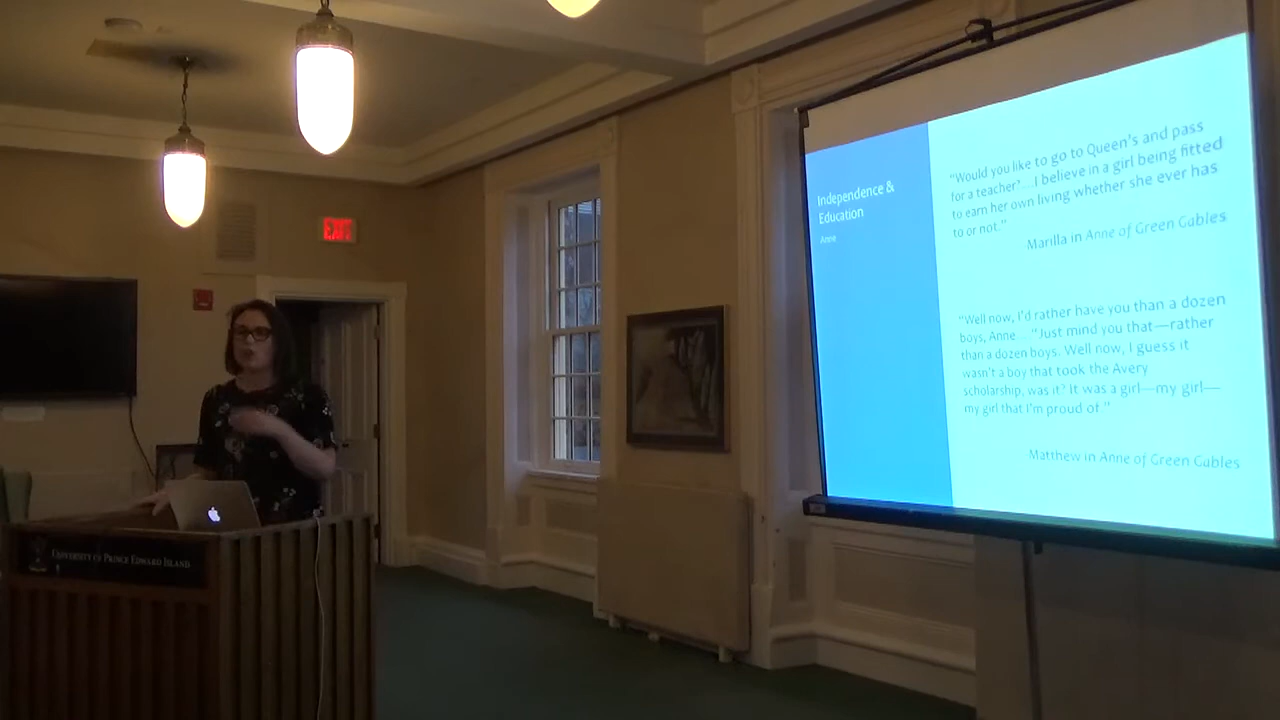 EXIT
UNIVERSITY OF PRINCE EDWARD ISLAND
Independence &
Education
Anne
"Would you like to go to Queen's and pass
for a teacher?...I believe in a girl being fitted
to earn her own living whether she ever has
to or not."
Marilla in Anne of Green Gables
"Well now, I'd rather have you than a dozen
boys, Anne... "Just mind you that—rather
than a dozen boys. Well now, I guess it
wasn't a boy that took the Avery
scholarship, was it? It was a girl—my girl—
my girl that I'm proud of."
Matthew in Anne of Green Gables